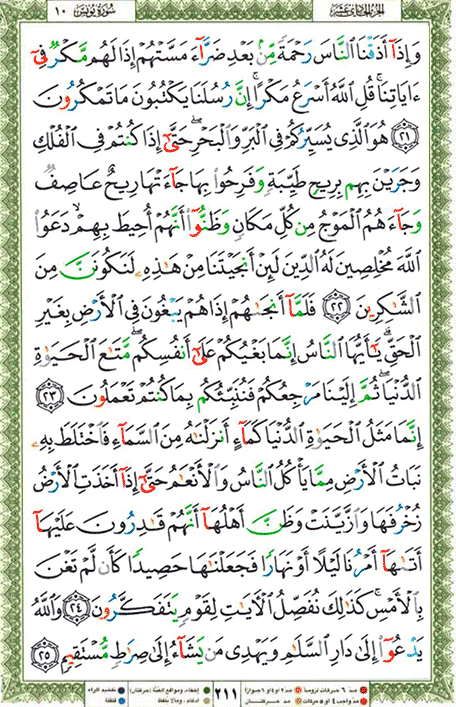 الجزء الحادي عشر
سورة يونس ١٠
وَإِذَآ أَذَقْنَا ٱلنَّاسَ رَحْمَةً مِّنۢ بَعْدِ ضَرَّآءَ مَسَّتْهُمْ إِذَا لَهُم مَّكْرٌ فِىٓ
ءَايَاتِنَا ۚ قُلِ ٱللَّهُ أَسْرَعُ مَكْرًا ۚ إِنَّ رُسُلَنَا يَكْتُبُونَ مَا تَمْكُرُونَ
﴿٢١﴾ هُوَ ٱلَّذِى يُسَيِّرُكُمْ فِى ٱلْبَرِّ وَٱلْبَحْرِ ۖ حَتَّىٰٓ إِذَا كُنتُمْ فِى ٱلْفُلْكِ
وَجَرَيْنَ بِهِم بِرِيحٍ طَيِّبَةٍ وَفَرِحُوا۟ بِهَا جَآءَتْهَا رِيحٌ عَاصِفٌ
وَجَآءَهُمُ ٱلْمَوْجُ مِن كُلِّ مَكَانٍ وَظَنُّوٓا۟ أَنَّهُمْ أُحِيطَ بِهِمْ ۙ دَعَوُا۟
ٱللَّهَ مُخْلِصِينَ لَهُ ٱلدِّينَ لَئِنْ أَنجَيْتَنَا مِنْ هَـٰذِهِۦ لَنَكُونَنَّ مِنَ
ٱلشَّـٰكِرِينَ ﴿٢٢﴾ فَلَمَّآ أَنجَىٰهُمْ إِذَا هُمْ يَبْغُونَ فِى ٱلْأَرْضِ بِغَيْرِ
ٱلْحَقِّ ۗ يَـٰٓأَيُّهَا ٱلنَّاسُ إِنَّمَا بَغْيُكُمْ عَلَىٰٓ أَنفُسِكُم ۖ مَّتَـٰعَ ٱلْحَيَوٰةِ
ٱلدُّنْيَا ۖ ثُمَّ إِلَيْنَا مَرْجِعُكُمْ فَنُنَبِّئُكُم بِمَا كُنتُمْ تَعْمَلُونَ ﴿٢٣﴾
إِنَّمَا مَثَلُ ٱلْحَيَوٰةِ ٱلدُّنْيَا كَمَآءٍ أَنزَلْنَـٰهُ مِنَ ٱلسَّمَآءِ فَٱخْتَلَطَ بِهِۦ
نَبَاتُ ٱلْأَرْضِ مِمَّا يَأْكُلُ ٱلنَّاسُ وَٱلْأَنْعَـٰمُ حَتَّىٰٓ إِذَآ أَخَذَتِ ٱلْأَرْضُ
زُخْرُفَهَا وَٱزَّيَّنَتْ وَظَنَّ أَهْلُهَآ أَنَّهُمْ قَـٰدِرُونَ عَلَيْهَآ
أَتَىٰهَآ أَمْرُنَا لَيْلًا أَوْ نَهَارًا فَجَعَلْنَـٰهَا حَصِيدًا كَأَن لَّمْ تَغْنَ
بِٱلْأَمْسِ ۚ كَذَٰلِكَ نُفَصِّلُ ٱلْـَٔايَـٰتِ لِقَوْمٍ يَتَفَكَّرُونَ ﴿٢٤﴾ وَٱللَّهُ
يَدْعُوٓا۟ إِلَىٰ دَارِ ٱلسَّلَـٰمِ وَيَهْدِى مَن يَشَآءُ إِلَىٰ صِرَٰطٍ مُّسْتَقِيمٍ ﴿٢٥﴾
مد ٦ حركات لزوماً مد ٢ أو ٤ أو ٦ جوازاً
٢١١
إخفاء، ومواقع الغنة (حركتان) تفخيم الراء
مد واجب ٤ أو ٥ حركات مد حركتان
إدغام، وما لا يلفظ قلقلة